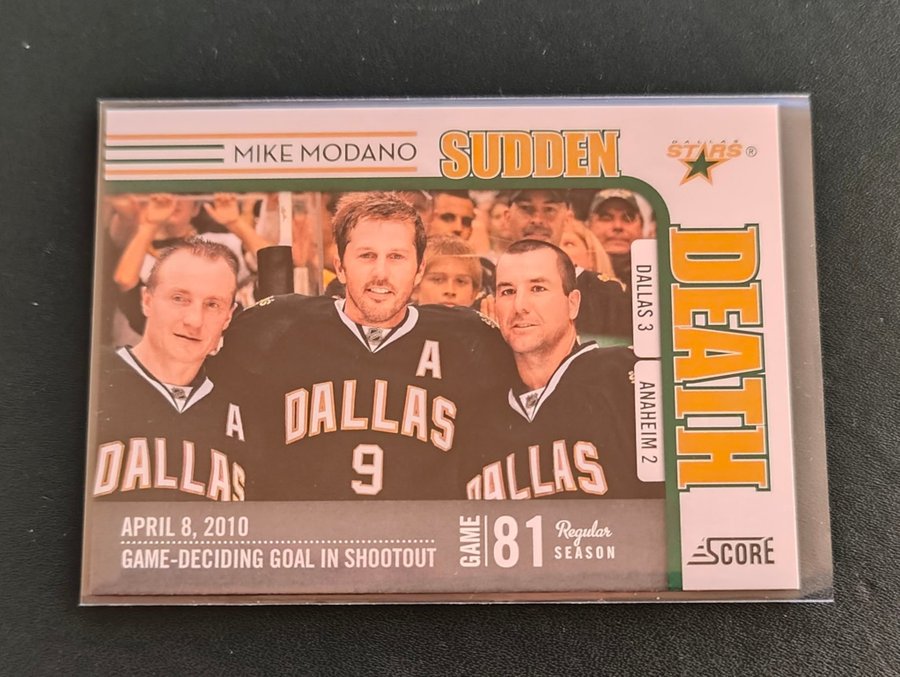 MIKE MODANO
SUDDEN
DEATH
DALLAS
STARS®
DALLAS 3
ANAHEIM 2
A
A
DALLAS
9
DALLAS
DALLAS
APRIL 8, 2010
GAME-DECIDING GOAL IN SHOOTOUT
GAME
81
Regular
SEASON
SCORE